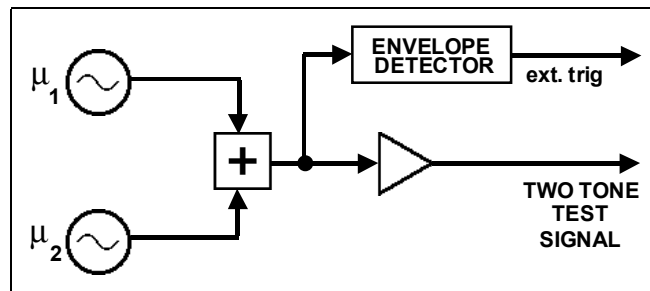 ENVELOPE
DETECTOR
ext. trig
μ1
+
μ2
TWO TONE
TEST
SIGNAL